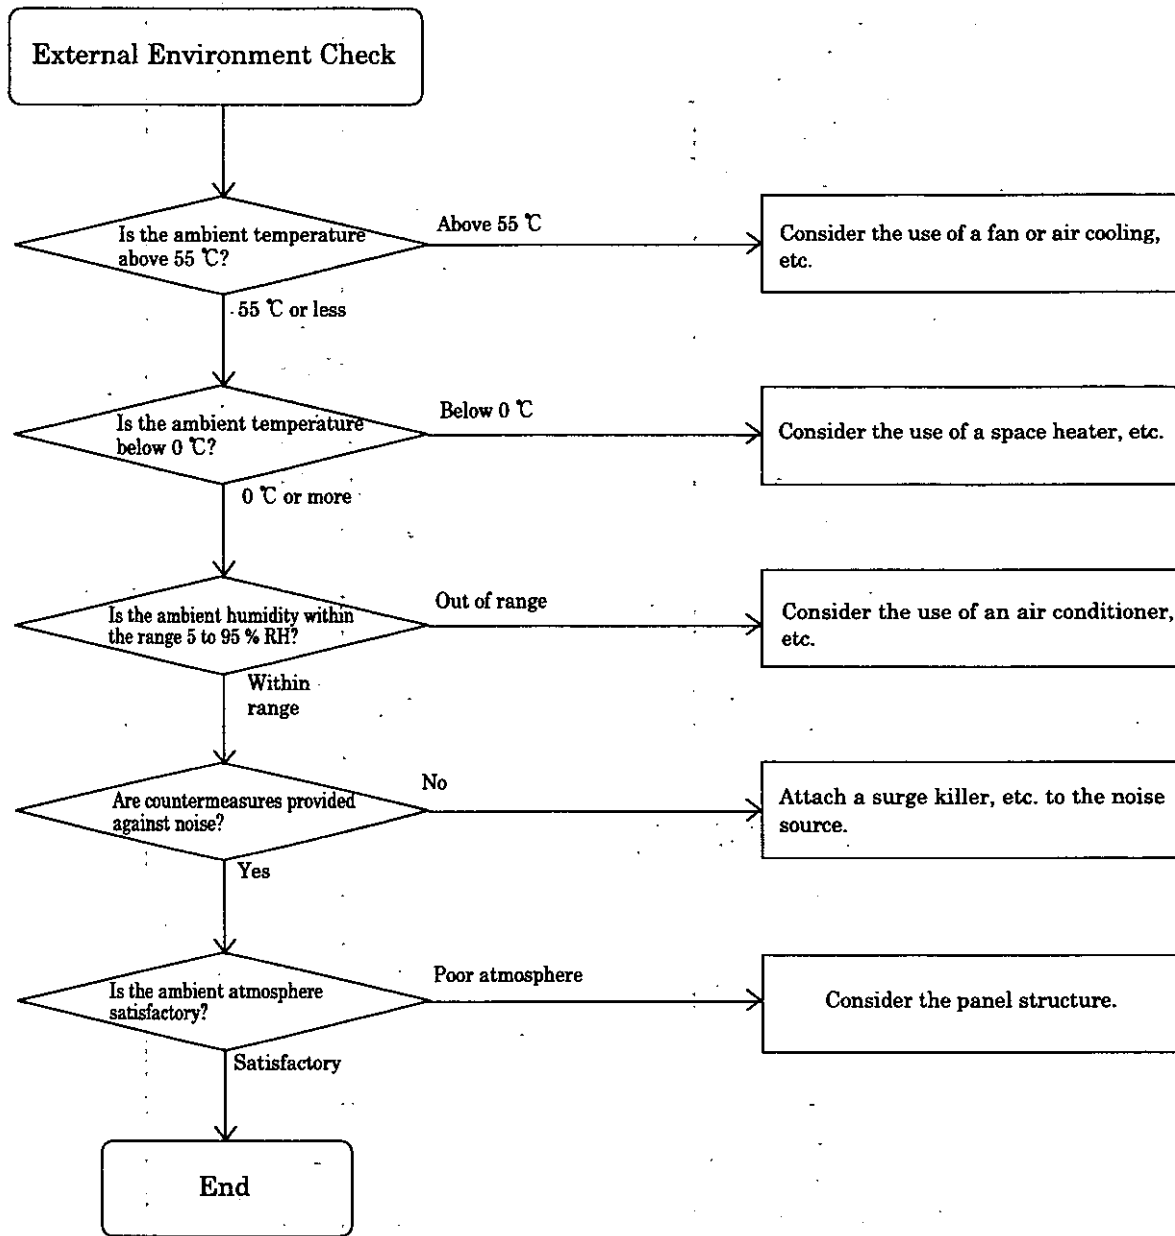 External Environment Check
Is the ambient temperature
above 55 ℃?
Above 55 ℃
Consider the use of a fan or air cooling,
etc.
55 ℃ or less
Is the ambient temperature
below 0 ℃?
Below 0 ℃
Consider the use of a space heater, etc.
0 ℃ or more
Is the ambient humidity within
the range 5 to 95 % RH?
Out of range
Consider the use of an air conditioner,
etc.
Within
range
Are countermeasures provided
against noise?
No
Attach a surge killer, etc. to the noise
source.
Yes
Is the ambient atmosphere
satisfactory?
Poor atmosphere
Consider the panel structure.
Satisfactory
End